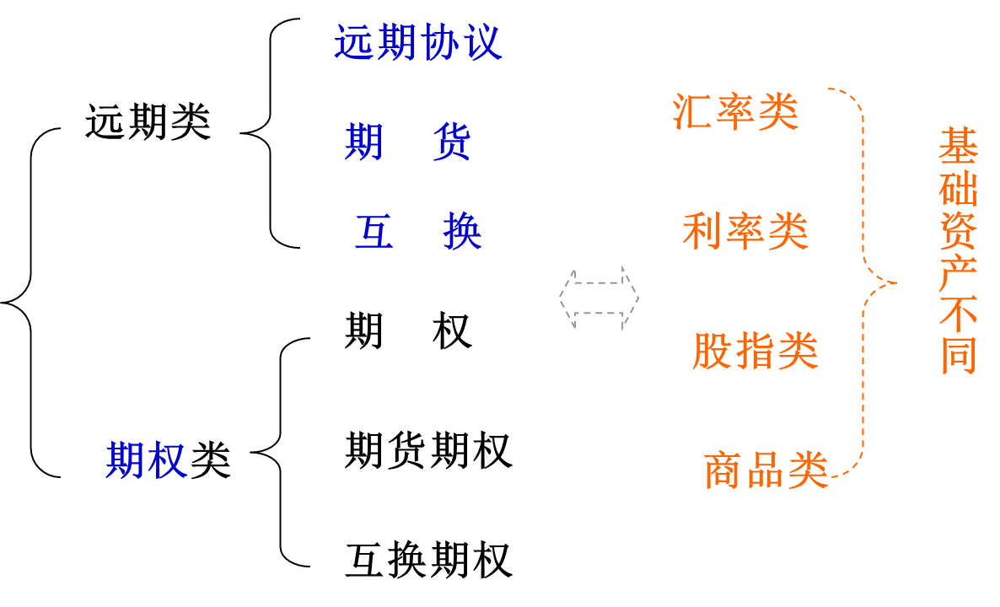 远期类
远期协议
期 货
互 换
期权类
期 权
期货期权
互换期权
汇率类
利率类
股指类
商品类
基础资产不同